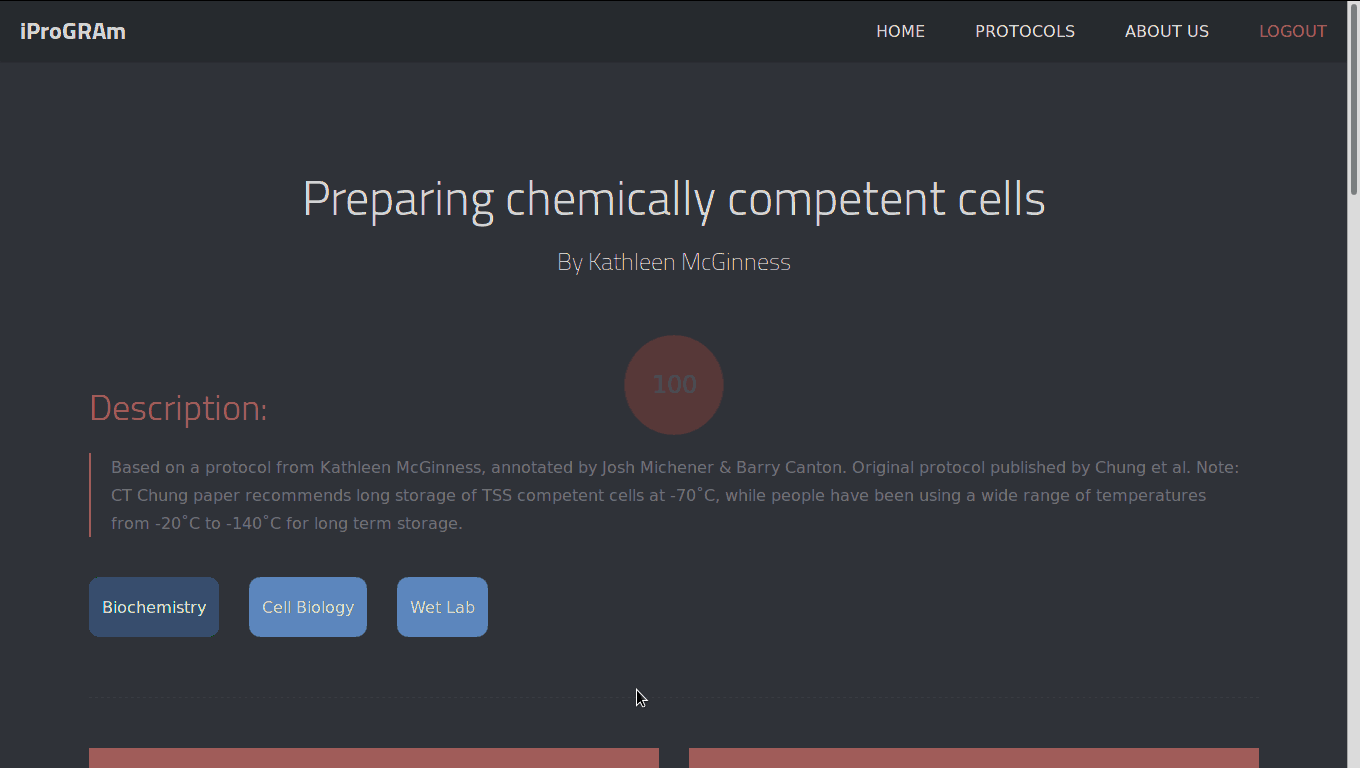 iProGRAm
HOME PROTOCOLS ABOUT US LOGOUT
Preparing chemically competent cells
By Kathleen McGinness
100
Description:
Based on a protocol from Kathleen McGinness, annotated by Josh Michener & Barry Canton. Original protocol published by Chung et al. Note:
CT Chung paper recommends long storage of TSS competent cells at -70˚C, while people have been using a wide range of temperatures
from -20˚C to -140˚C for long term storage.
Biochemistry Cell Biology Wet Lab